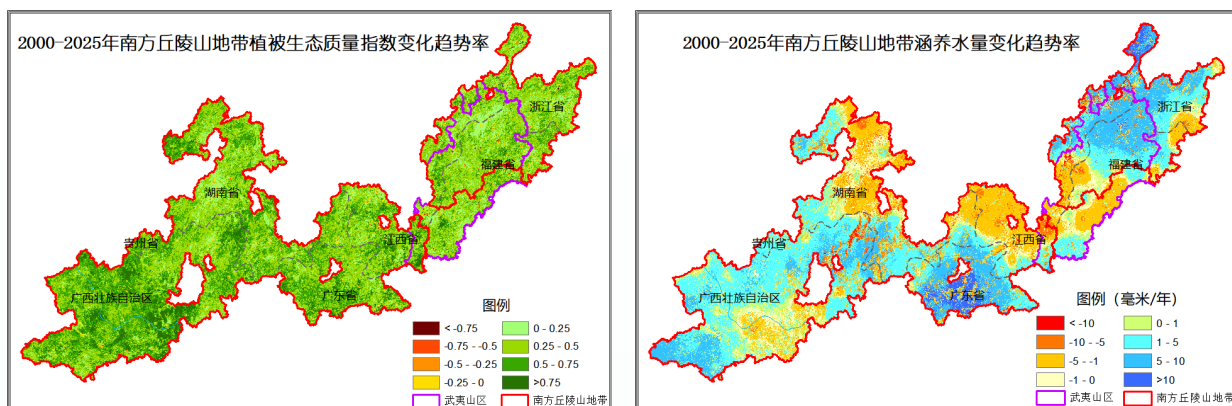 2000-2025年南方丘陵山地带植被生态质量指数变化趋势率
浙江省
福建省
湖南省
贵州省
江西省
广西壮族自治区
广东省
图例
< -0.75
0 - 0.25
-0.75 - -0.5
0.25 - 0.5
-0.5 - -0.25
0.5 - 0.75
-0.25 - 0
>0.75
武夷山区
南方丘陵山地带
2000-2025年南方丘陵山地带涵养水量变化趋势率
浙江省
福建省
湖南省
贵州省
江西省
广西壮族自治区
广东省
图例（毫米/年）
< -10
0 - 1
-10 - -5
1 - 5
-5 - -1
5 - 10
-1 - 0
>10
武夷山区
南方丘陵山地带